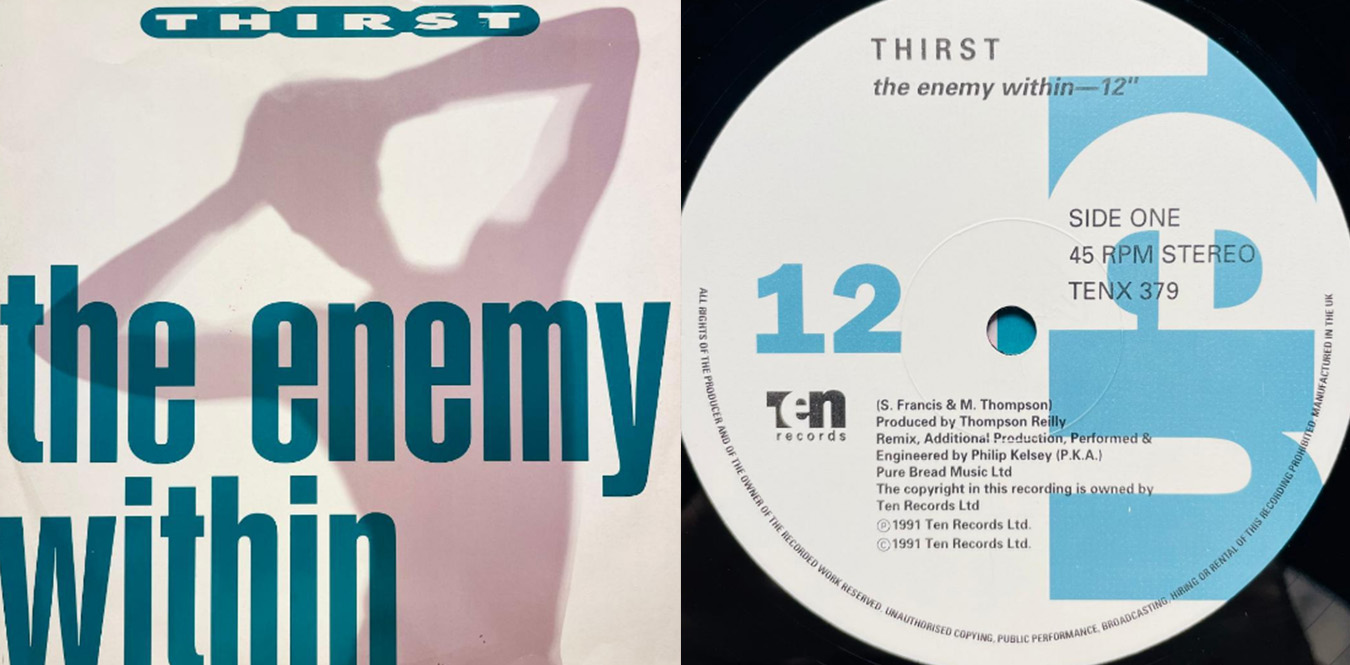 THIRST
the enemy
within
THIRST
the enemy within—12"
SIDE ONE
45 RPM STEREO
TENX 379
12
Ten
records
(S. Francis & M. Thompson)
Produced by Thompson Reilly
Remix, Additional Production, Performed &
Engineered by Philip Kelsey (P.K.A.)
Pure Bread Music Ltd
The copyright in this recording is owned by
Ten Records Ltd
Ⓟ1991 Ten Records Ltd.
©1991 Ten Records Ltd.
ALL RIGHTS OF THE PRODUCER AND OF THE OWNER OF THE RECORDED WORK RESERVED. UNAUTHORISED COPYING, PUBLIC PERFORMANCE, BROADCASTING, HIRING OR RENTAL OF THIS RECORDING PROHIBITED. MANUFACTURED IN THE UK